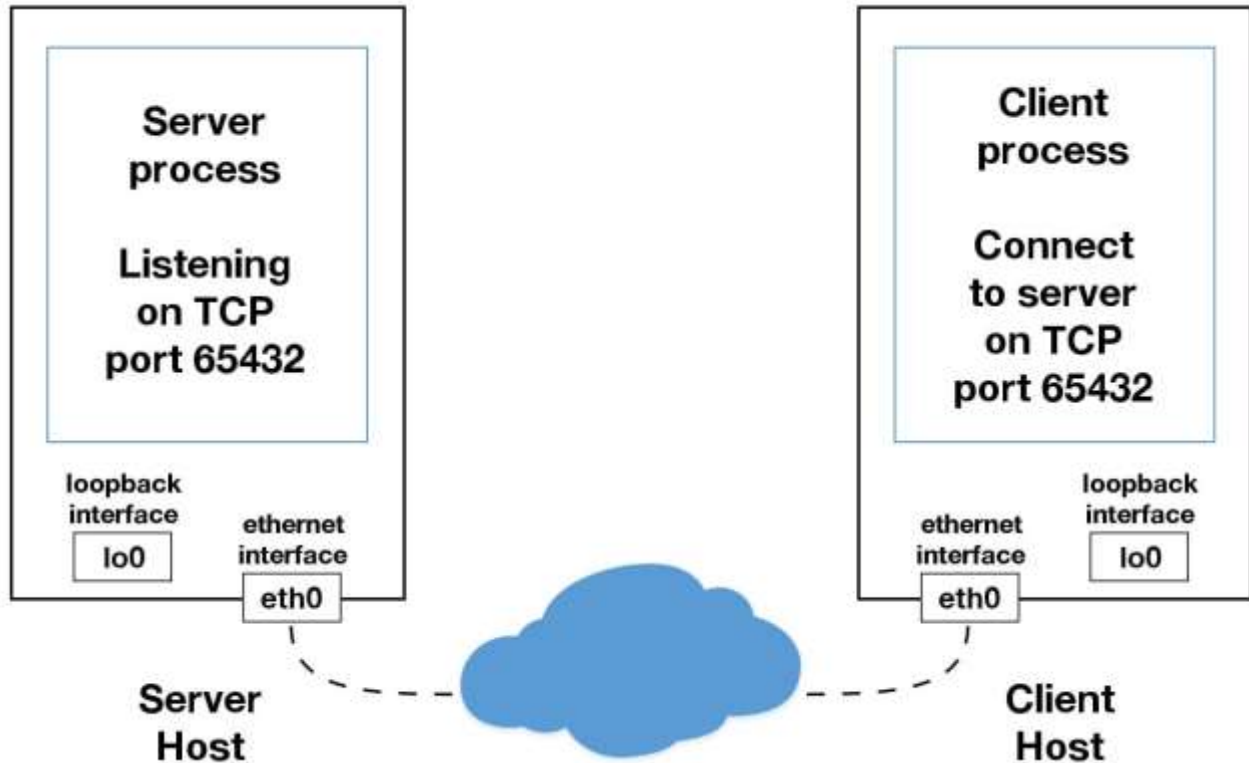 Server
process
Listening
on TCP
port 65432
loopback
interface
lo0
ethernet
interface
eth0
Server
Host
Client
process
Connect
to server
on TCP
port 65432
ethernet
interface
eth0
loopback
interface
lo0
Client
Host